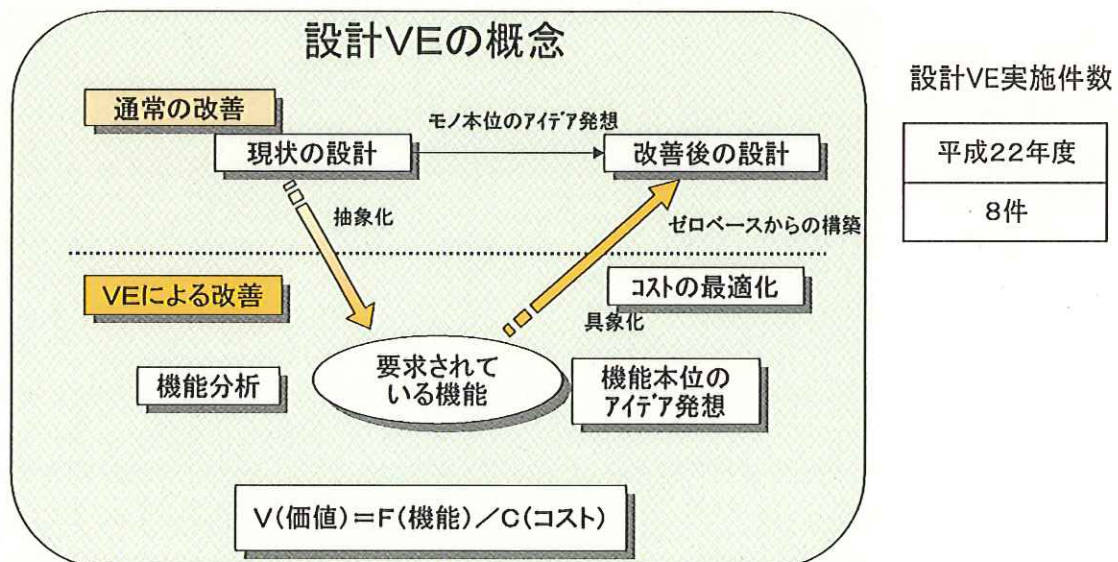 設計VEの概念
設計VE実施件数
通常の改善
モノ本位のｱｲﾃﾞｱ発想
現状の設計
改善後の設計
平成22年度
8件
抽象化
ゼロベースからの構築
VEによる改善
ｺｽﾄの最適化
具象化
要求されて
いる機能
機能分析
機能本位の
ｱｲﾃﾞｱ発想
V(価値)=F(機能)/C(コスト)